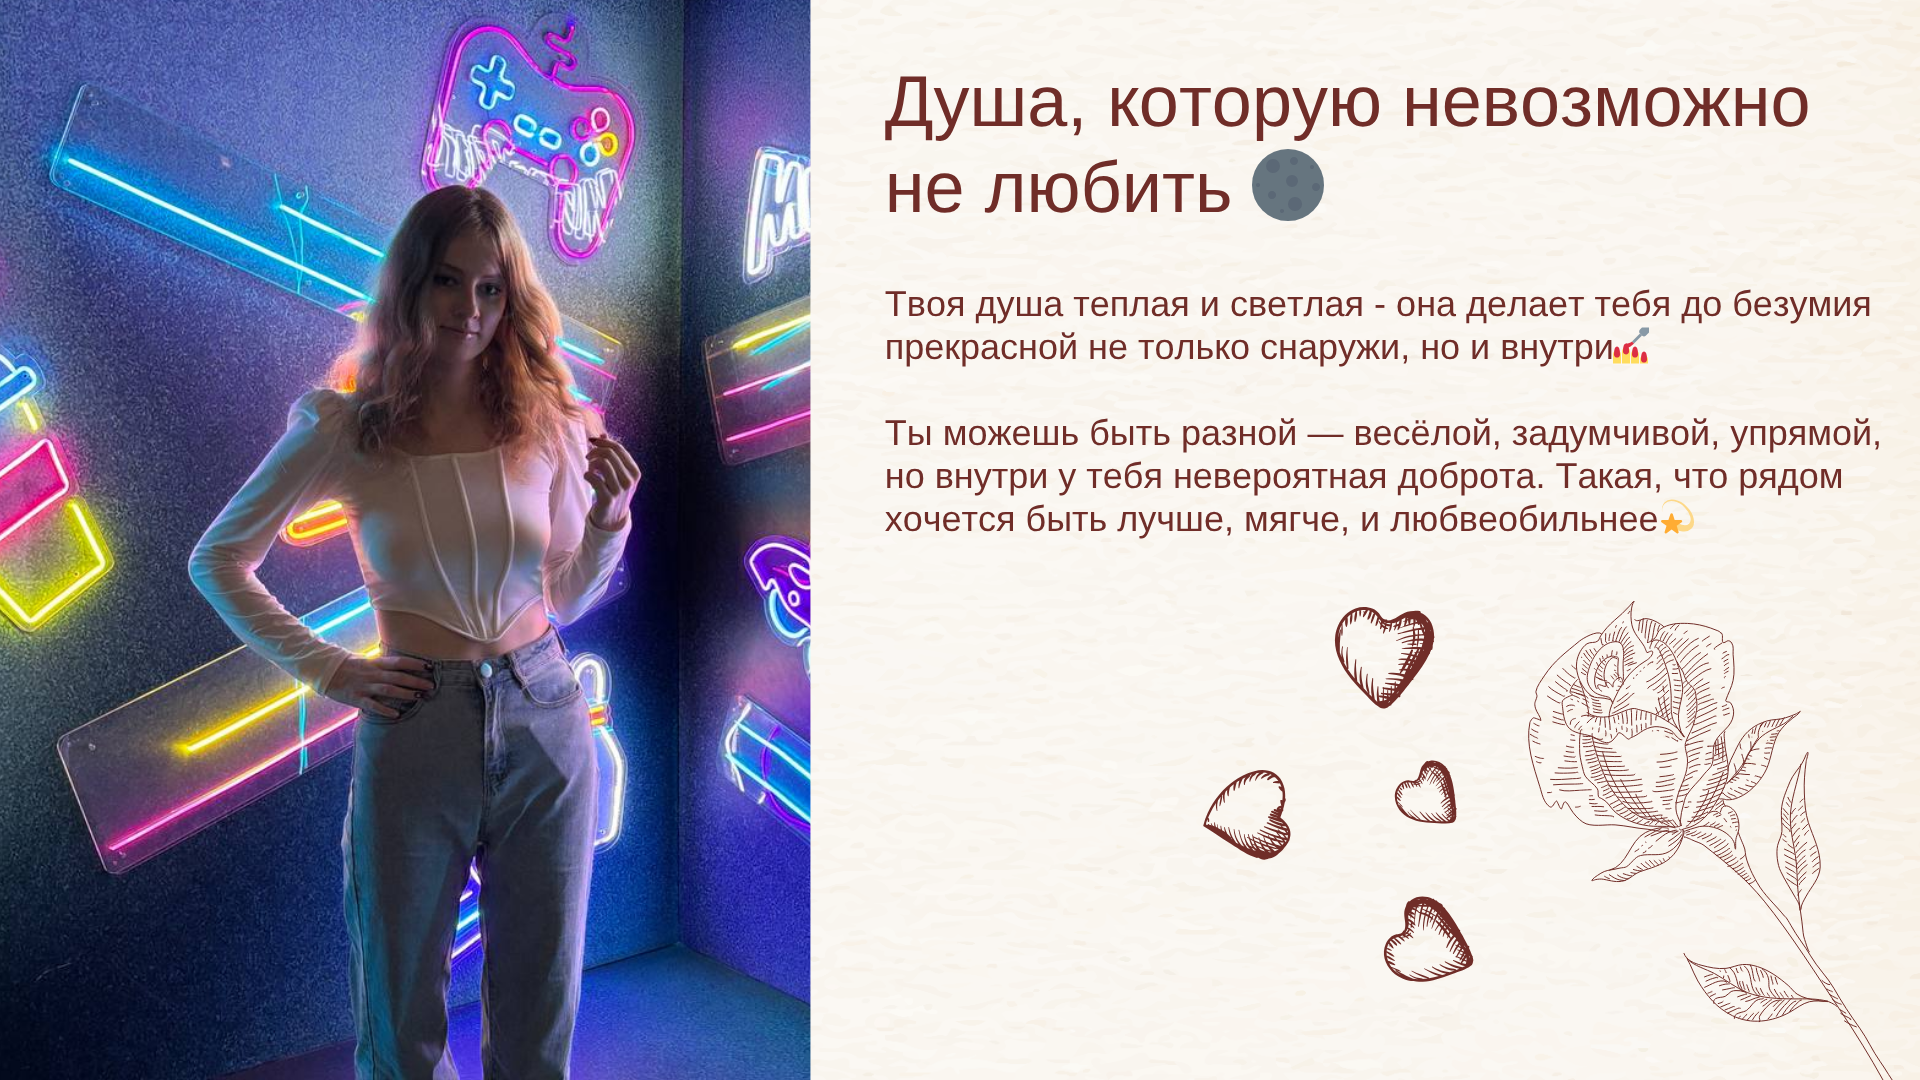 Душа, которую невозможно
не любить 🌑
Твоя душа теплая и светлая - она делает тебя до безумия
прекрасной не только снаружи, но и внутри💅
Ты можешь быть разной — весёлой, задумчивой, упрямой,
но внутри у тебя невероятная доброта. Такая, что рядом
хочется быть лучше, мягче, и любвеобильнее💫